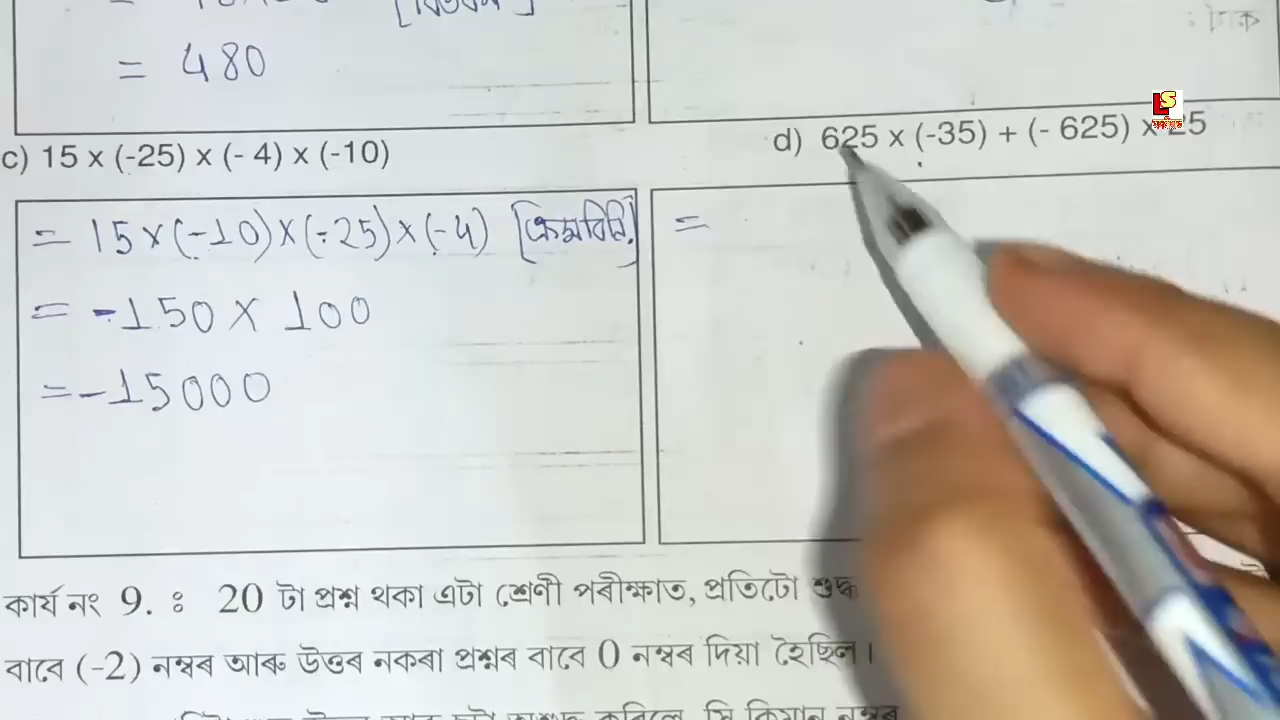 = 480
c) 15 x (-25) x (- 4) x (-10)
d) 625 x (-35) + (- 625) x 25
= 15 x (-10) x (-25) x (-4) [ক্ৰমবিনি.]
= -150 x 100
= -15000
=
কাৰ্য নং 9. : 20 টা প্ৰশ্ন থকা এটা শ্ৰেণী পৰীক্ষাত, প্ৰতিটো শুদ্ধ
বাবে (-2) নম্বৰ আৰু উত্তৰ নকৰা প্ৰশ্নৰ বাবে 0 নম্বৰ দিয়া হৈছিল।